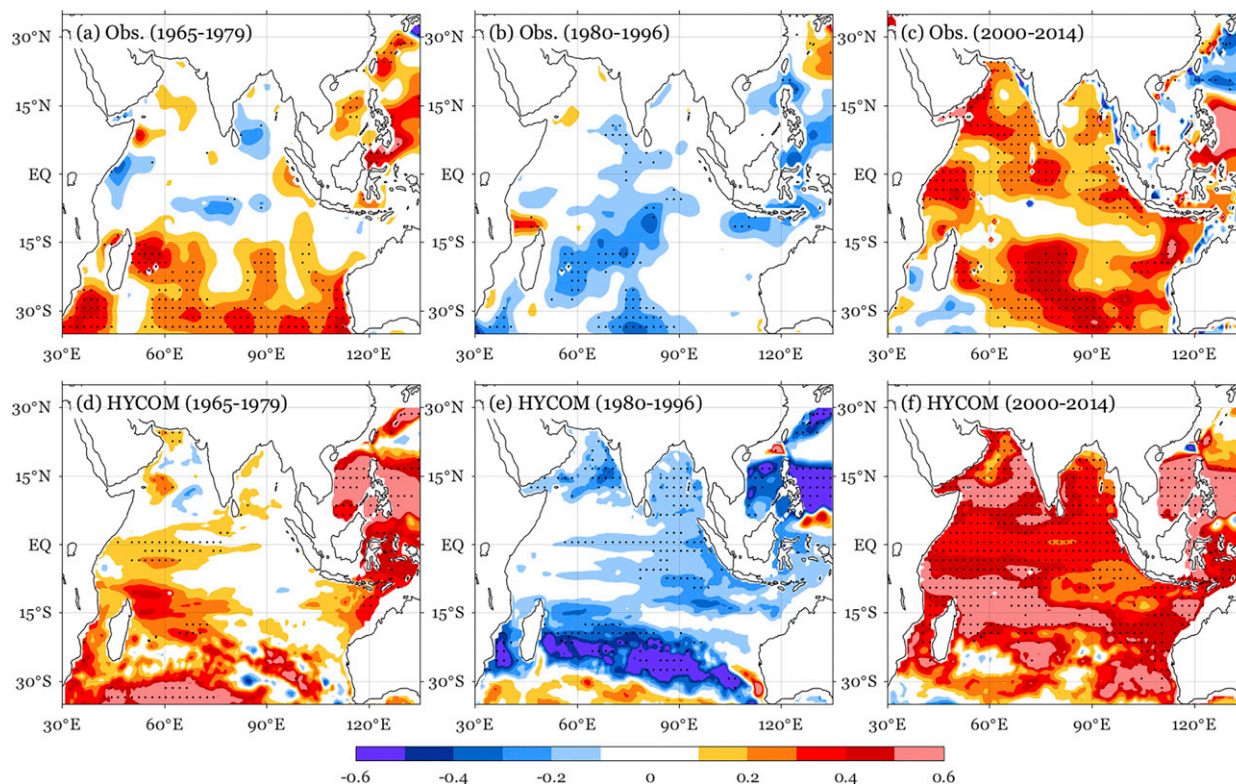 (a) Obs. (1965-1979)
(b) Obs. (1980-1996)
(c) Obs. (2000-2014)
30°N
30°N
30°N
15°N
15°N
15°N
EQ
EQ
EQ
15°S
15°S
15°S
30°S
30°S
30°S
30°E 60°E 90°E 120°E
30°E 60°E 90°E 120°E
30°E 60°E 90°E 120°E
(d) HYCOM (1965-1979)
(e) HYCOM (1980-1996)
(f) HYCOM (2000-2014)
30°N
30°N
30°N
15°N
15°N
15°N
EQ
EQ
EQ
15°S
15°S
15°S
30°S
30°S
30°S
30°E 60°E 90°E 120°E
30°E 60°E 90°E 120°E
30°E 60°E 90°E 120°E
-0.6 -0.4 -0.2 0 0.2 0.4 0.6